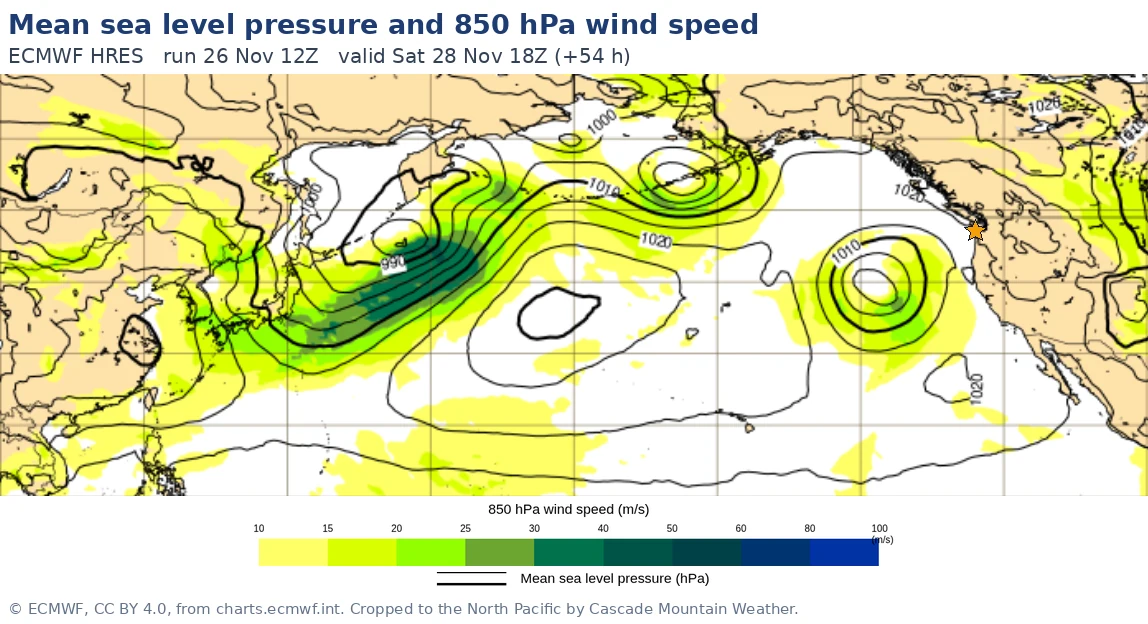 Mean sea level pressure and 850 hPa wind speed
ECMWF HRES run 26 Nov 12Z valid Sat 28 Nov 18Z (+54 h)
1000
1020
1010
1020
1000
1020
1010
990
1020
850 hPa wind speed (m/s)
10 15 20 25 30 40 50 60 80 100
(m/s)
Mean sea level pressure (hPa)
© ECMWF, CC BY 4.0, from charts.ecmwf.int. Cropped to the North Pacific by Cascade Mountain Weather.